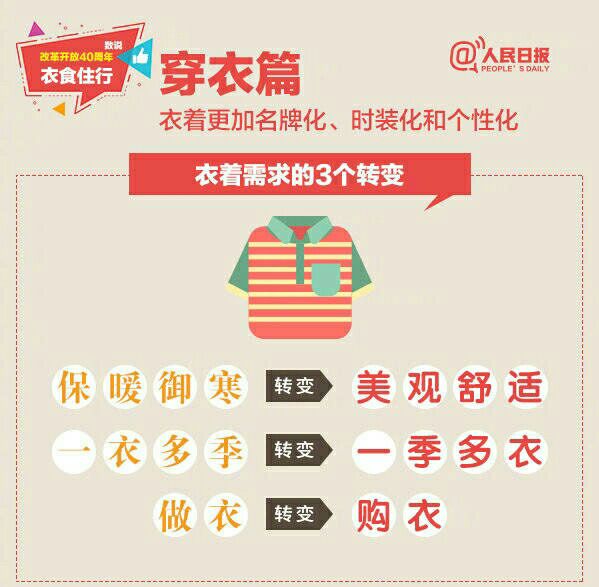 数说
改革开放40周年
衣食住行
穿衣篇
@人民日报
PEOPLE'S DAILY
衣着更加名牌化、时装化和个性化
衣着需求的3个转变
保暖御寒 转变 美观舒适
一衣多季 转变 一季多衣
做衣 转变 购衣